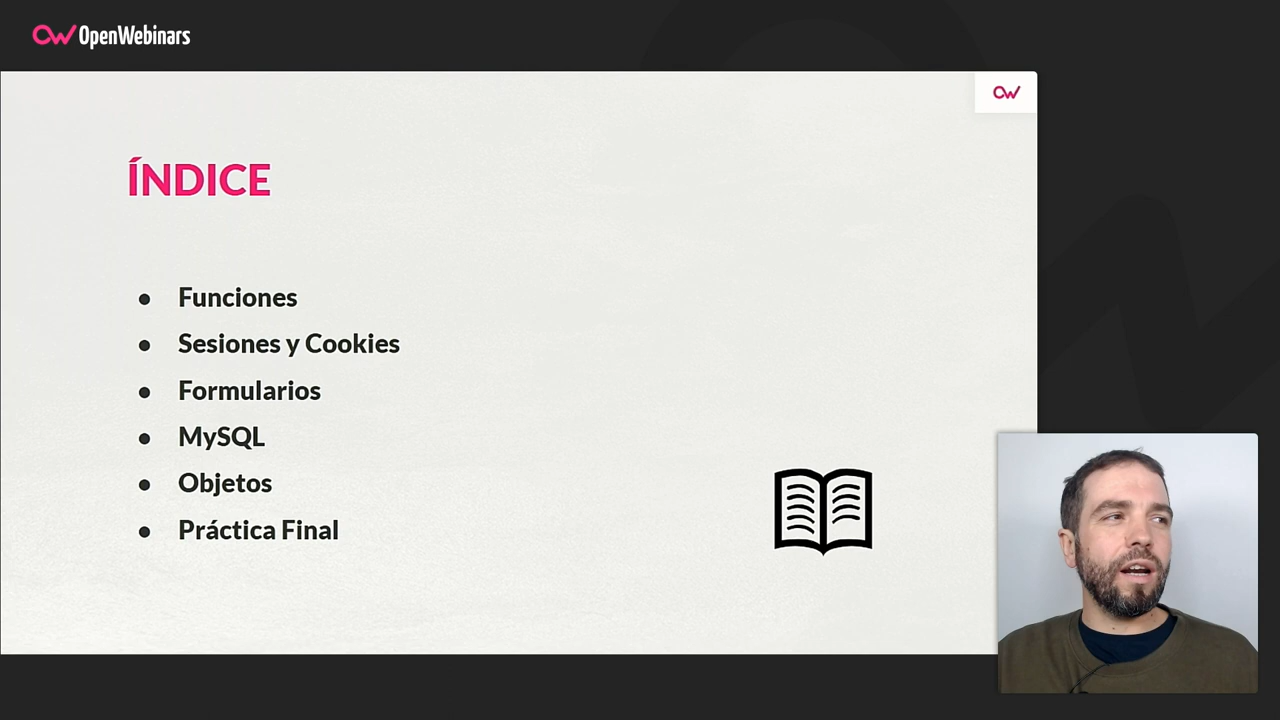 OpenWebinars
ÍNDICE
● Funciones
● Sesiones y Cookies
● Formularios
● MySQL
● Objetos
● Práctica Final